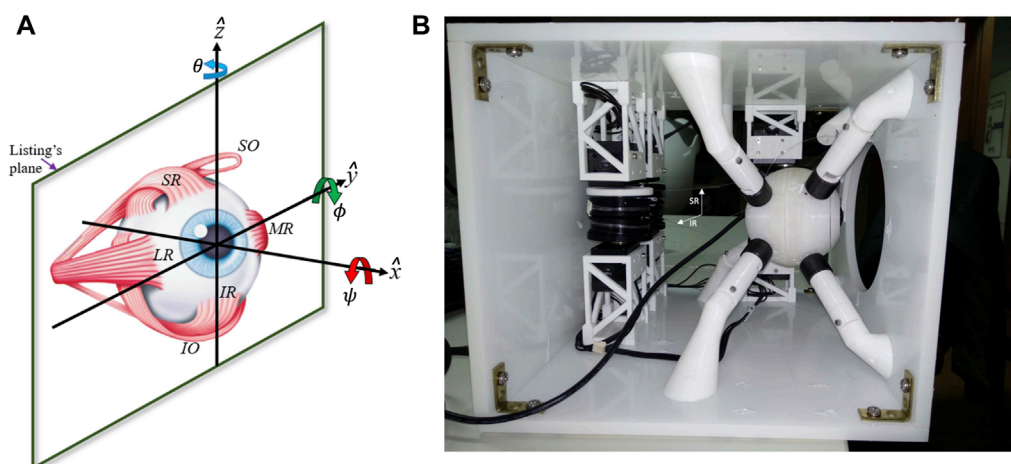 A
ẑ
θ
Listing's
plane
SO
SR
ŷ
ϕ
MR
LR
x̂
IR
ψ
IO
B
SR
IR